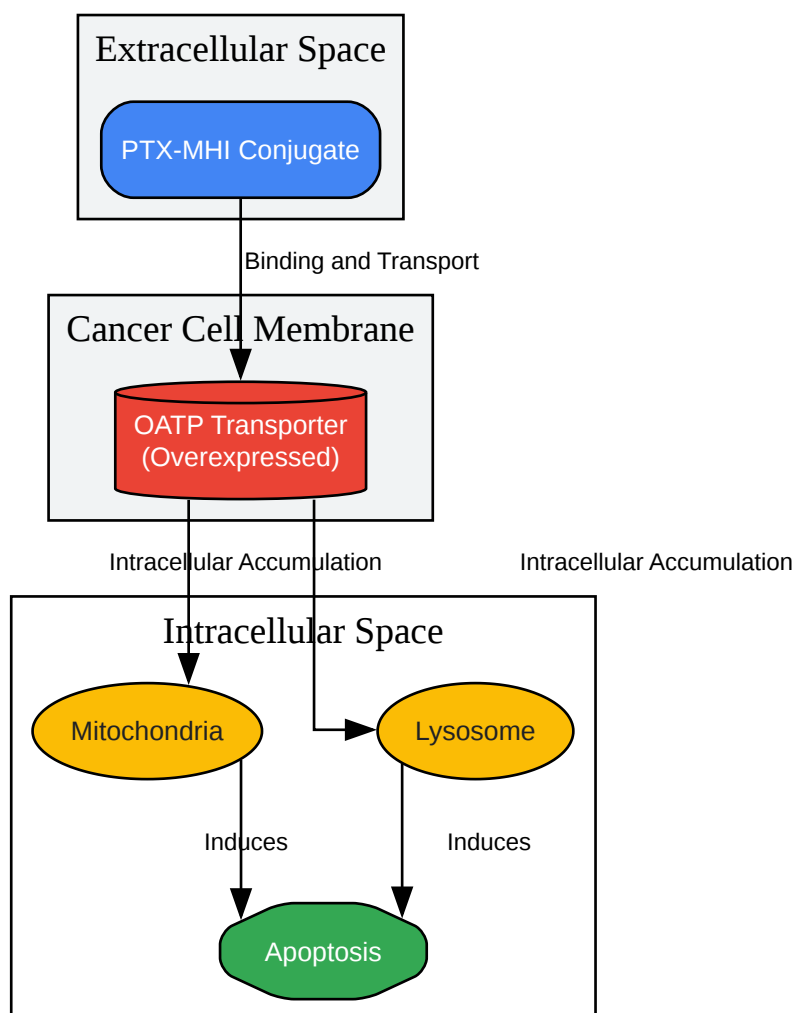 Extracellular Space
PTX-MHI Conjugate
Binding and Transport
Cancer Cell Membrane
OATP Transporter
(Overexpressed)
Intracellular Accumulation
Intracellular Accumulation
Intracellular Space
Mitochondria
Lysosome
Induces
Induces
Apoptosis